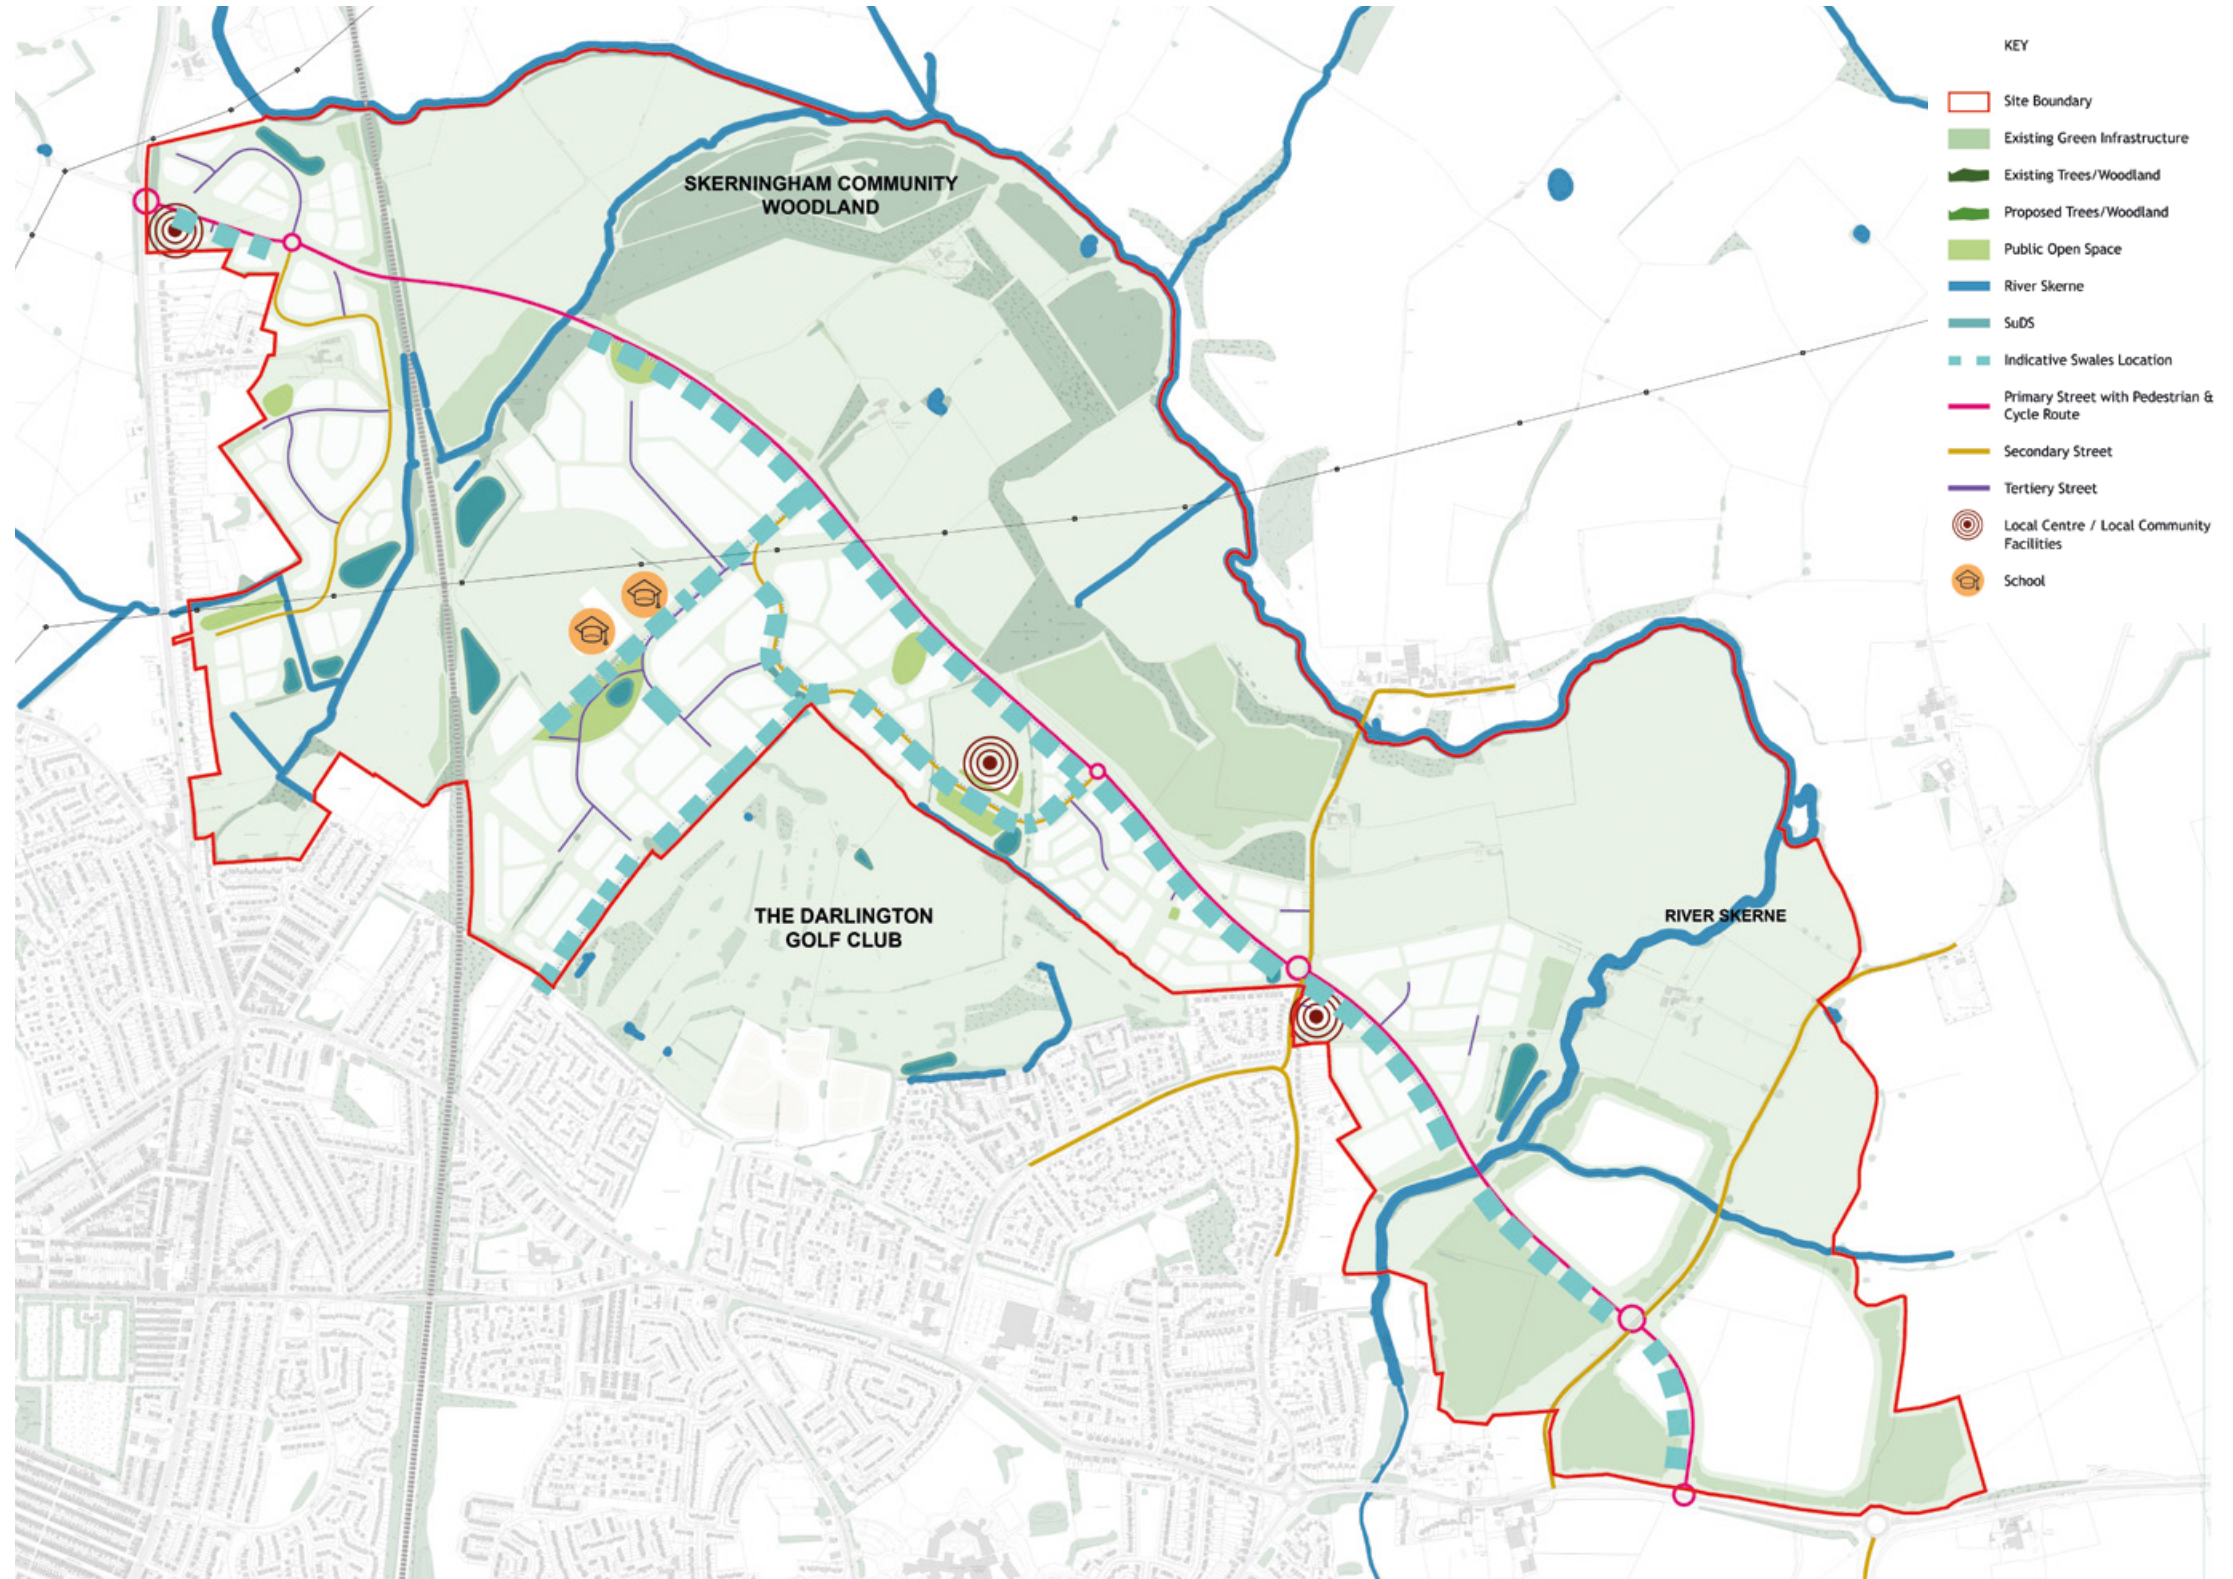 KEY
Site Boundary
Existing Green Infrastructure
Existing Trees/Woodland
Proposed Trees/Woodland
Public Open Space
River Skerne
SuDS
Indicative Swales Location
Primary Street with Pedestrian &
Cycle Route
Secondary Street
Tertiery Street
Local Centre / Local Community
Facilities
School
SKERNINGHAM COMMUNITY
WOODLAND
THE DARLINGTON
GOLF CLUB
RIVER SKERNE